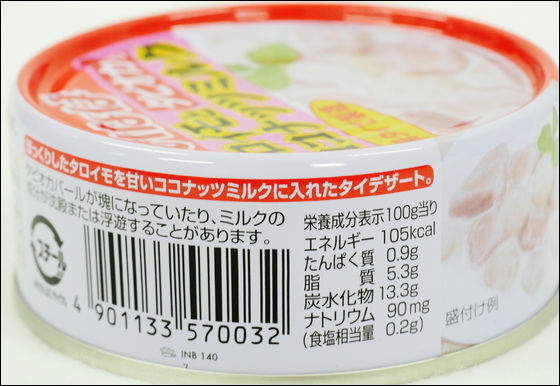 ほっくりしたタロイモを甘いココナッツミルクに入れたタイデザート。
タピオカパールが塊になっていたり、ミルクの
成分が沈殿または浮遊することがあります。
スチール
4 901133 570032
INB 140
7
栄養成分表示100g当り
エネルギー 105kcal
たんぱく質 0.9g
脂質 5.3g
炭水化物 13.3g
ナトリウム 90mg
(食塩相当量 0.2g)
盛付け例